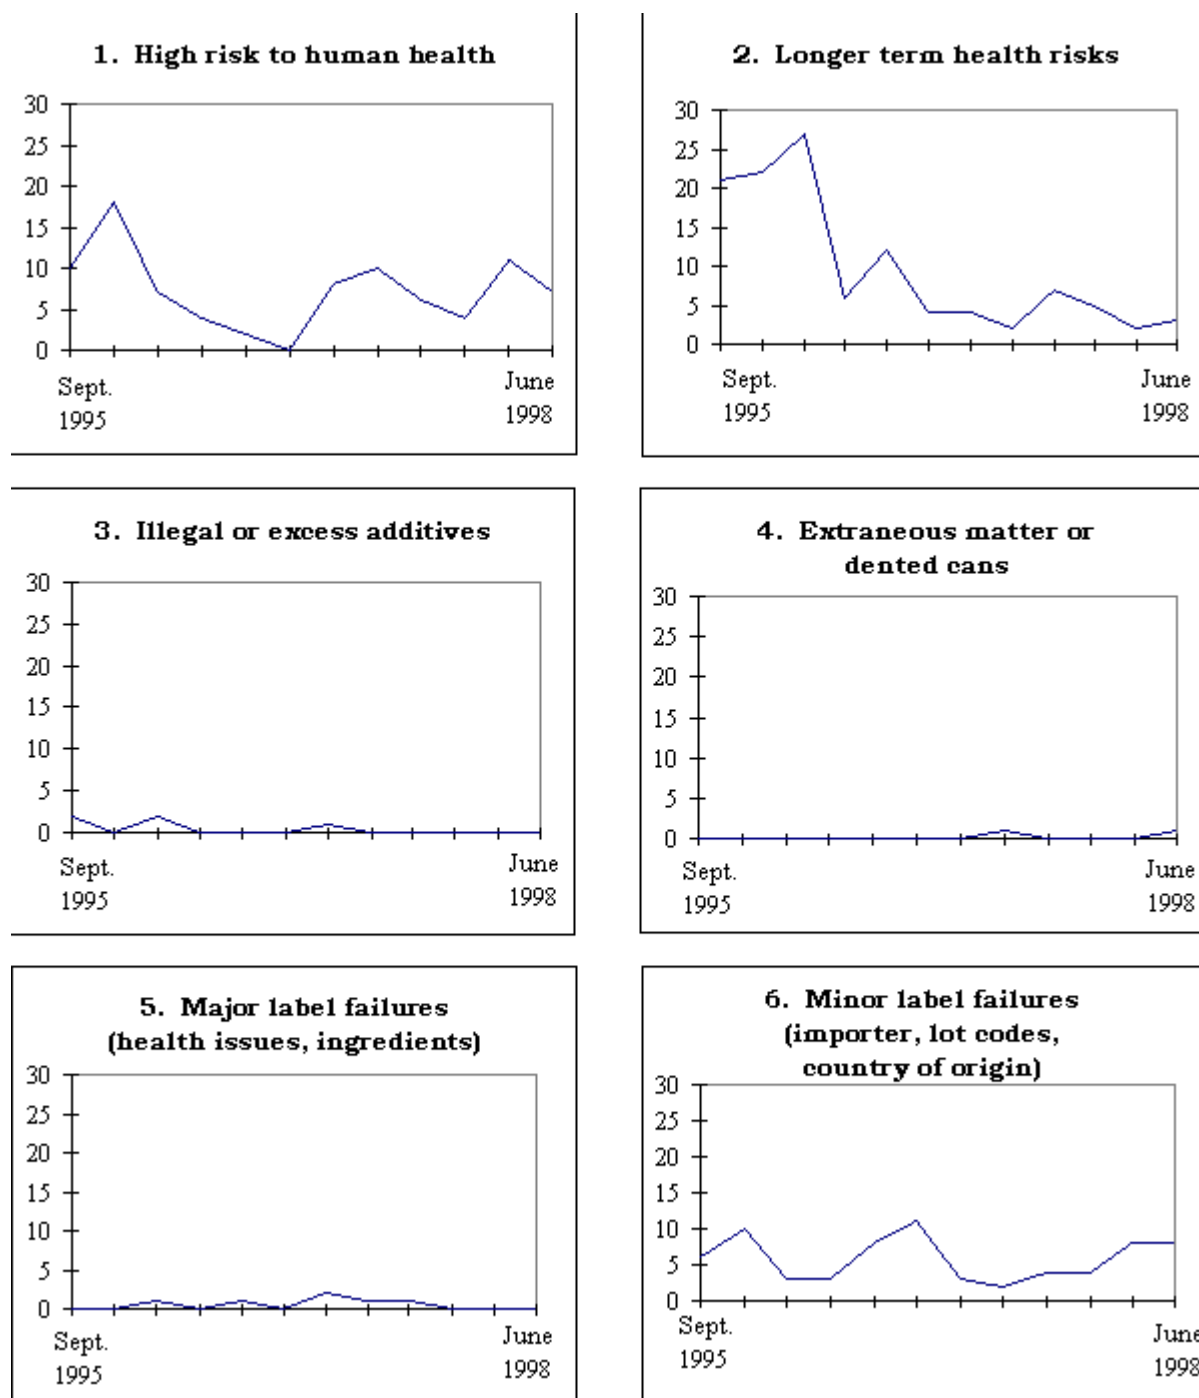 1. High risk to human health
30
25
20
15
10
5
0
Sept.
1995
June
1998
2. Longer term health risks
30
25
20
15
10
5
0
Sept.
1995
June
1998
3. Illegal or excess additives
30
25
20
15
10
5
0
Sept.
1995
June
1998
4. Extraneous matter or
dented cans
30
25
20
15
10
5
0
Sept.
1995
June
1998
5. Major label failures
(health issues, ingredients)
30
25
20
15
10
5
0
Sept.
1995
June
1998
6. Minor label failures
(importer, lot codes,
country of origin)
30
25
20
15
10
5
0
Sept.
1995
June
1998